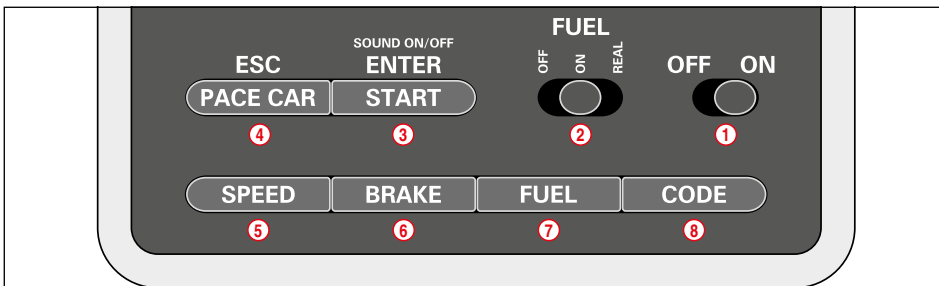 FUEL
SOUND ON/OFF
OFF ON REAL
ESC ENTER OFF ON
PACE CAR START
4 3 2 1
SPEED BRAKE FUEL CODE
5 6 7 8